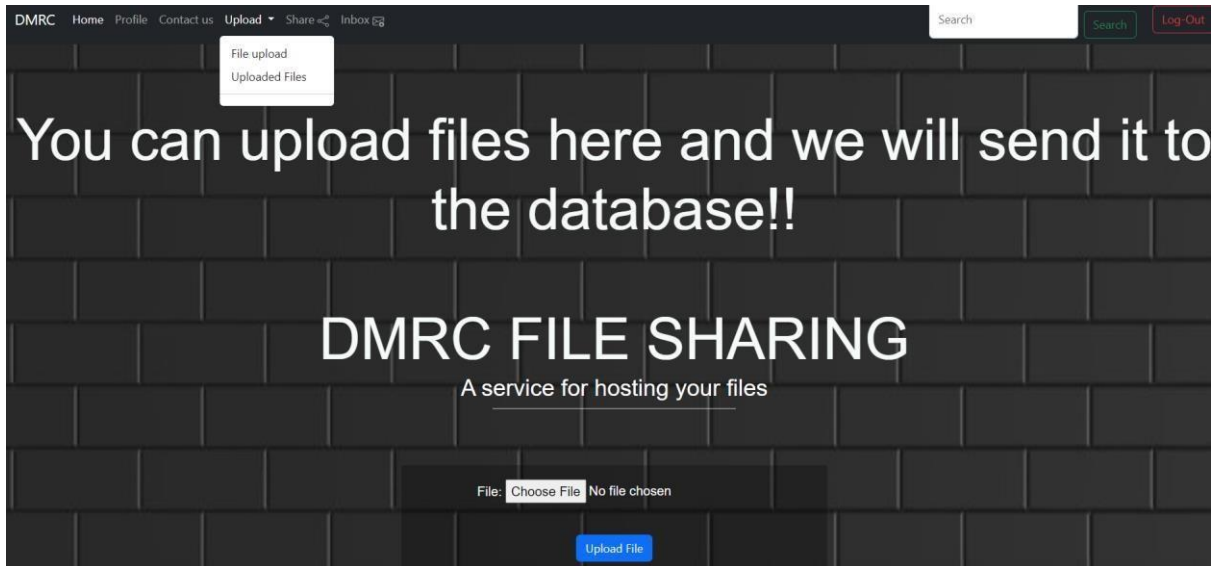 DMRC Home Profile Contact us Upload Share Inbox Search Search Log-Out
File upload
Uploaded Files
You can upload files here and we will send it to
the database!!
DMRC FILE SHARING
A service for hosting your files
File: Choose File No file chosen
Upload File